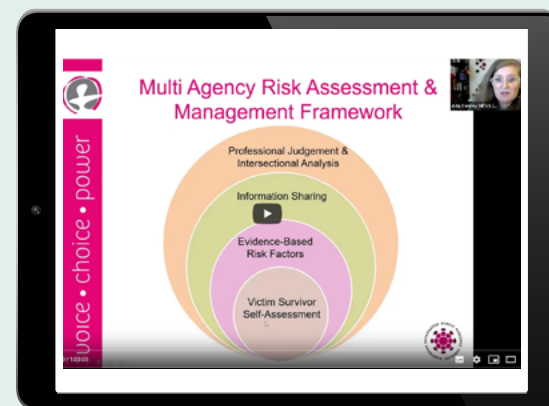 Multi Agency Risk Assessment &
Management Framework
Professional Judgement &
Intersectional Analysis
Information Sharing
Evidence-Based
Risk Factors
Victim Survivor
Self-Assessment
voice • choice • power